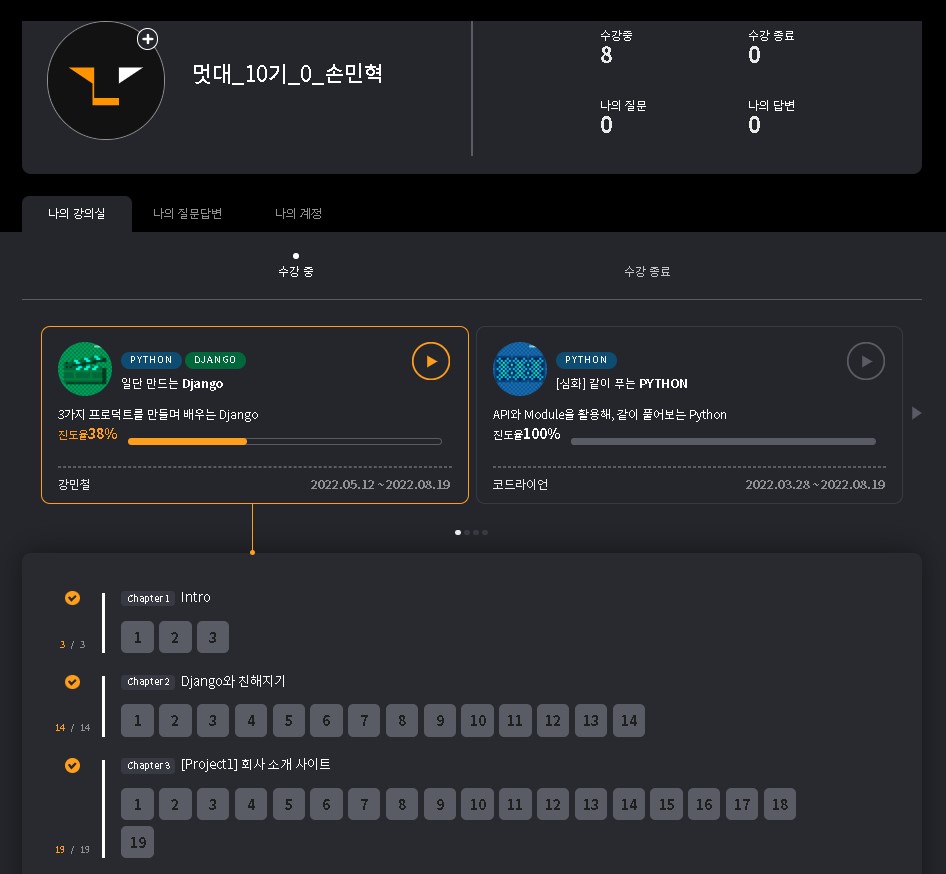 멋대_10기_0_손민혁
수강중 수강 종료
8 0
나의 질문 나의 답변
0 0
나의 강의실 나의 질문답변 나의 계정
수강 중 수강 종료
PYTHON DJANGO
일단 만드는 Django
3가지 프로덕트를 만들며 배우는 Django
진도율38%
강민철 2022.05.12 ~ 2022.08.19
PYTHON
[심화] 같이 푸는 PYTHON
API와 Module을 활용해, 같이 풀어보는 Python
진도율100%
코드라이언 2022.03.28 ~ 2022.08.19
Chapter 1 Intro
1 2 3
3 / 3
Chapter 2 Django와 친해지기
1 2 3 4 5 6 7 8 9 10 11 12 13 14
14 / 14
Chapter 3 [Project1] 회사 소개 사이트
1 2 3 4 5 6 7 8 9 10 11 12 13 14 15 16 17 18
19
19 / 19